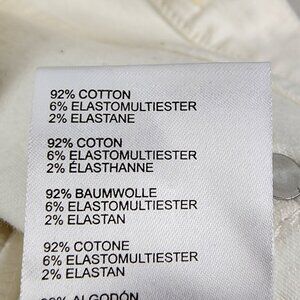 92% COTTON
6% ELASTOMULTIESTER
2% ELASTANE
92% COTON
6% ELASTOMULTIESTER
2% ÉLASTHANNE
92% BAUMWOLLE
6% ELASTOMULTIESTER
2% ELASTAN
92% COTONE
6% ELASTOMULTIESTER
2% ELASTAN
92% ALGODÓN